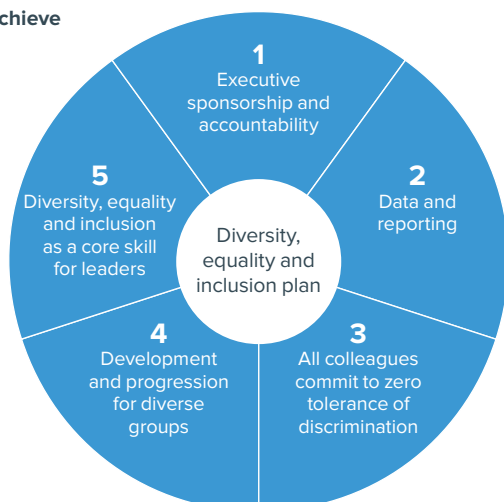 chieve
1
Executive
sponsorship and
accountability
2
Data and
reporting
3
All colleagues
commit to zero
tolerance of
discrimination
4
Development
and progression
for diverse
groups
5
Diversity, equality
and inclusion
as a core skill
for leaders
Diversity,
equality and
inclusion plan